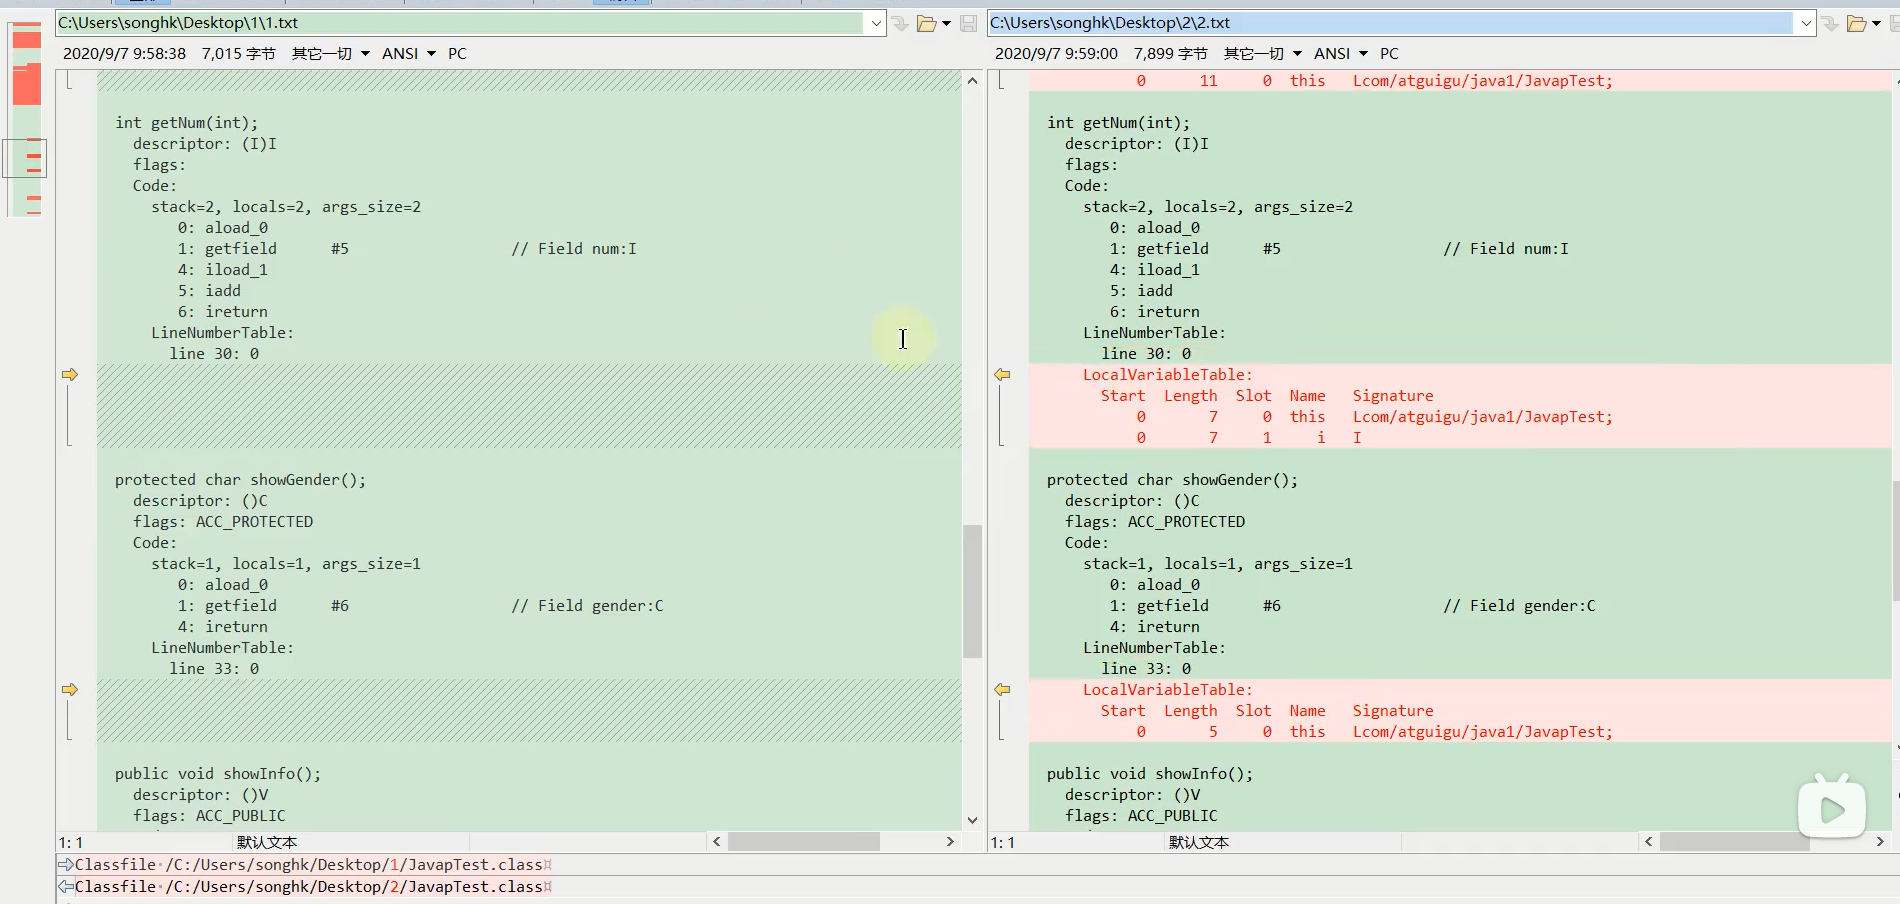 C:\Users\songhk\Desktop\1\1.txt
2020/9/7 9:58:38 7,015 字节 其它一切 ANSI PC
int getNum(int);
descriptor: (I)I
flags:
Code:
stack=2, locals=2, args_size=2
0: aload_0
1: getfield #5 // Field num:I
4: iload_1
5: iadd
6: ireturn
LineNumberTable:
line 30: 0
protected char showGender();
descriptor: ()C
flags: ACC_PROTECTED
Code:
stack=1, locals=1, args_size=1
0: aload_0
1: getfield #6 // Field gender:C
4: ireturn
LineNumberTable:
line 33: 0
public void showInfo();
descriptor: ()V
flags: ACC_PUBLIC
1: 1 默认文本
C:\Users\songhk\Desktop\2\2.txt
2020/9/7 9:59:00 7,899 字节 其它一切 ANSI PC
0 11 0 this Lcom/atguigu/java1/JavapTest;
int getNum(int);
descriptor: (I)I
flags:
Code:
stack=2, locals=2, args_size=2
0: aload_0
1: getfield #5 // Field num:I
4: iload_1
5: iadd
6: ireturn
LineNumberTable:
line 30: 0
LocalVariableTable:
Start Length Slot Name Signature
0 7 0 this Lcom/atguigu/java1/JavapTest;
0 7 1 i I
protected char showGender();
descriptor: ()C
flags: ACC_PROTECTED
Code:
stack=1, locals=1, args_size=1
0: aload_0
1: getfield #6 // Field gender:C
4: ireturn
LineNumberTable:
line 33: 0
LocalVariableTable:
Start Length Slot Name Signature
0 5 0 this Lcom/atguigu/java1/JavapTest;
public void showInfo();
descriptor: ()V
flags: ACC_PUBLIC
1: 1 默认文本
Classfile /C:/Users/songhk/Desktop/1/JavapTest.class¤
Classfile /C:/Users/songhk/Desktop/2/JavapTest.class¤